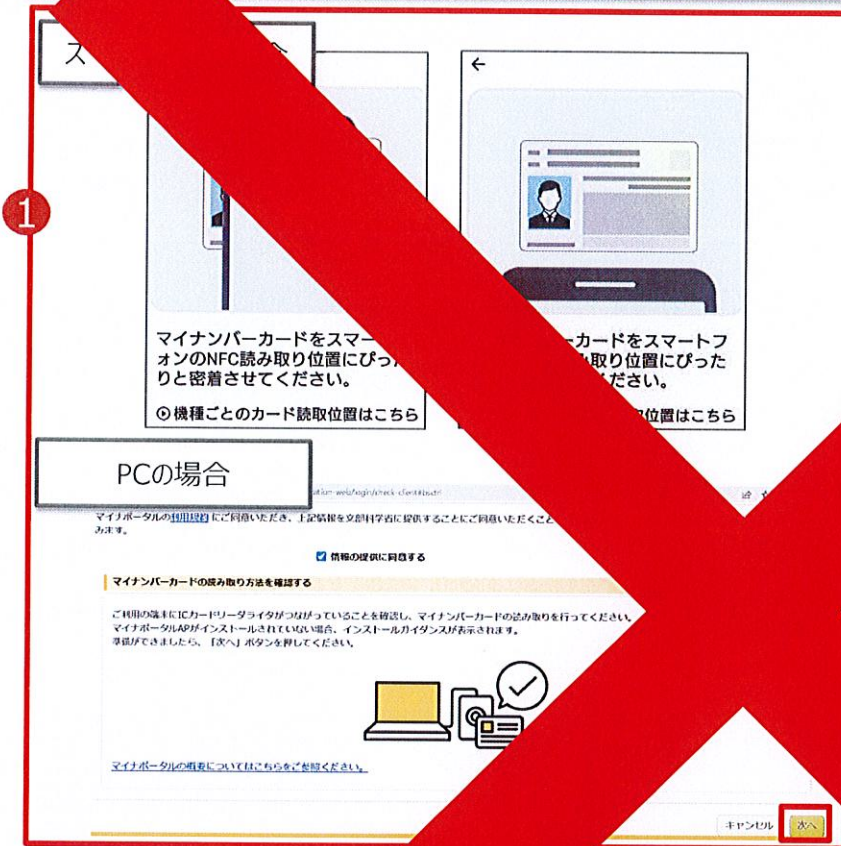 ス
合
←
1
マイナンバーカードをスマー
ォンのNFC読み取り位置にぴっ
りと密着させてください。
機種ごとのカード読取位置はこちら
ーカードをスマートフ
み取り位置にぴった
ださい。
位置はこちら
PCの場合
マイナポータルの利用規約 にご同意いただき、上記情報を文部科学省に提供することにご同意いただくこと
みます。
情報の提供に同意する
マイナンバーカードの読み取り方法を確認する
ご利用の端末にICカードリーダライタがつながっていることを確認し、マイナンバーカードの読み取りを行ってください。
マイナポータルAPがインストールされていない場合、インストールガイダンスが表示されます。
準備ができましたら、「次へ」ボタンを押してください。
マイナポータルの概要についてはこちらをご参照ください。
キャンセル
次へ